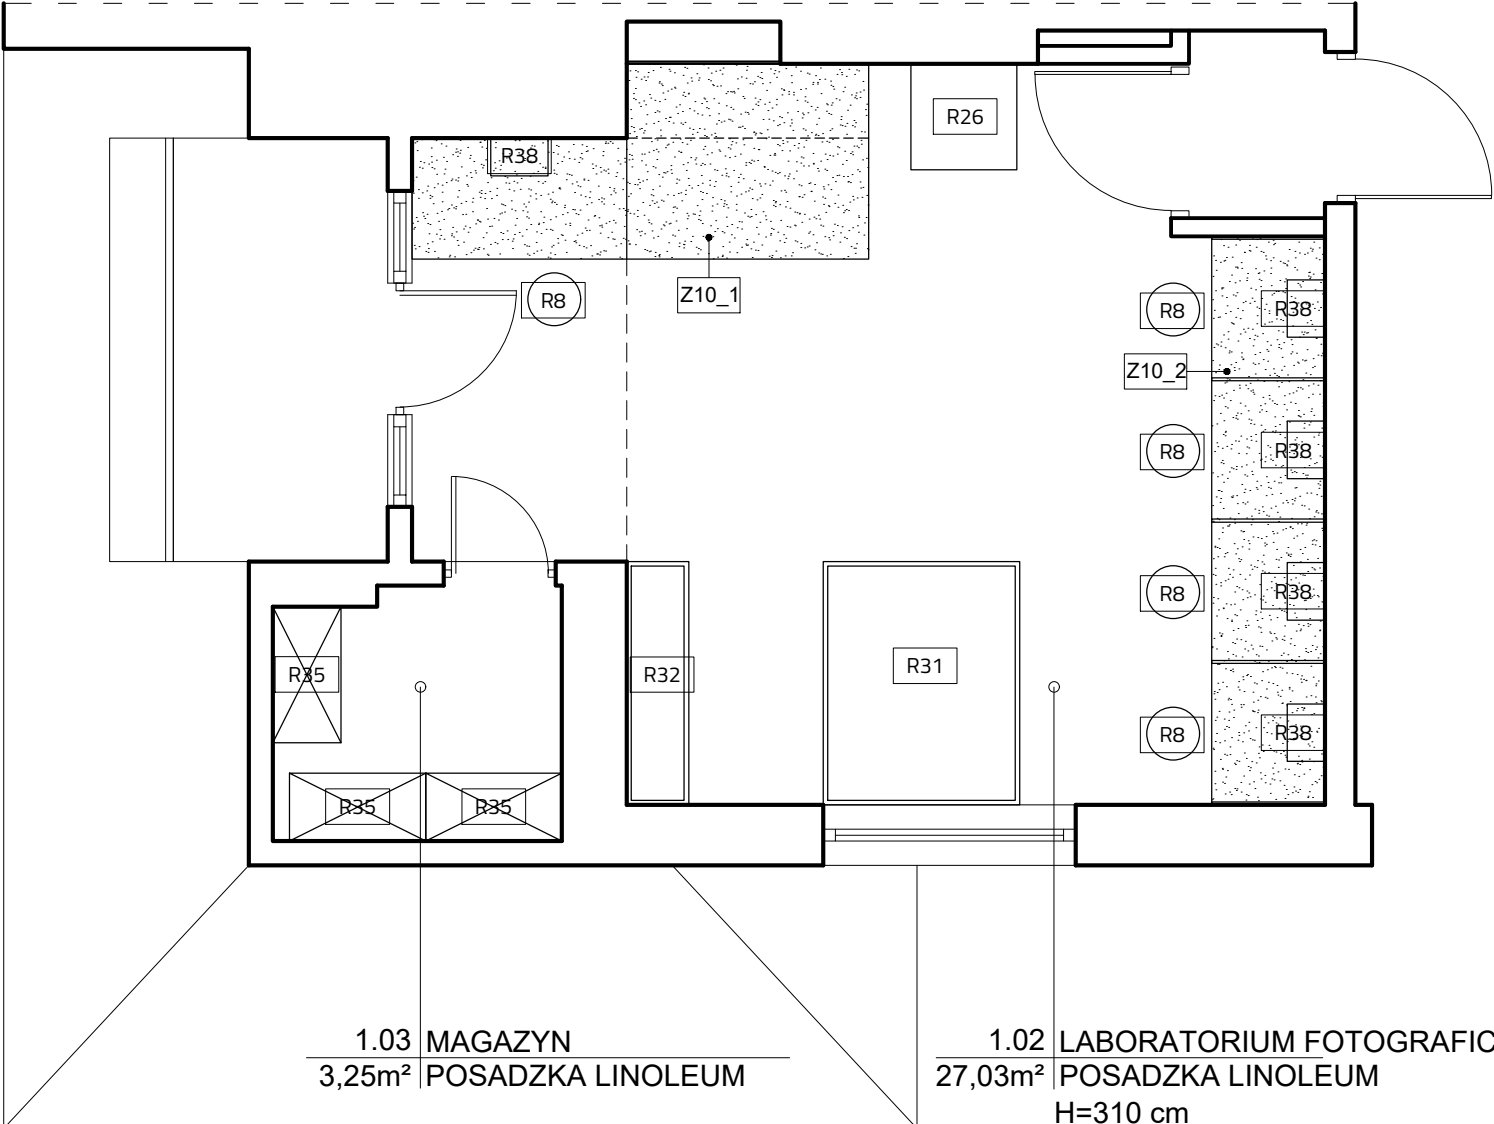 R26
R38
Z10_1
R8
R8
R38
Z10_2
R8
R38
R8
R38
R35
R32
R31
R8
R38
R35
R35
1.03 MAGAZYN
3,25m² POSADZKA LINOLEUM
1.02 LABORATORIUM FOTOGRAFIC
27,03m² POSADZKA LINOLEUM
H=310 cm